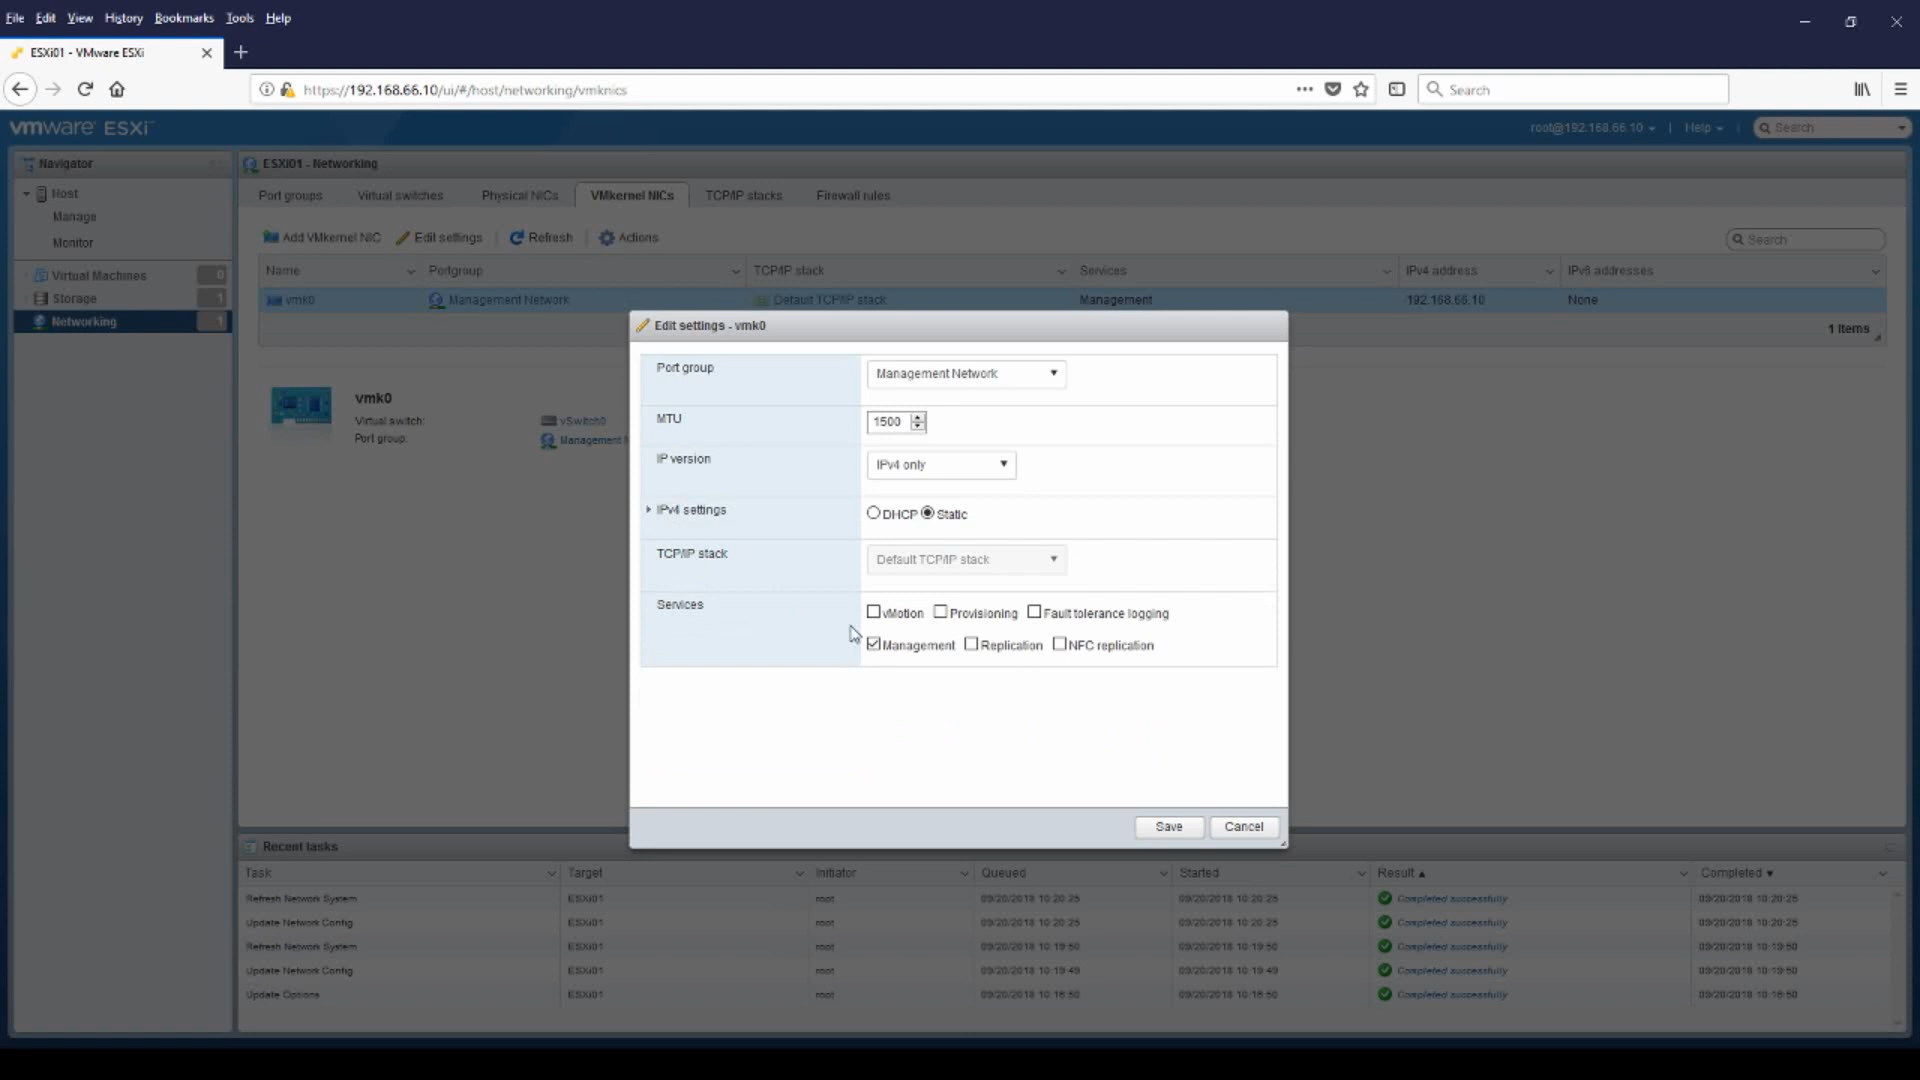 File Edit View History Bookmarks Tools Help
ESXi01 - VMware ESXi
https://192.168.66.10/ui/#/host/networking/vmknics
Search
vmware ESXi
root@192.168.66.10 | Help | Search
Navigator
ESXi01 - Networking
Host
Manage
Monitor
Virtual Machines 0
Storage 1
Networking 1
Port groups Virtual switches Physical NICs VMkernel NICs TCP/IP stacks Firewall rules
Add VMkernel NIC Edit settings Refresh Actions Search
Name Portgroup TCP/IP stack Services IPv4 address IPv6 addresses
vmk0 Management Network Default TCP/IP stack Management 192.168.66.10 None
1 items
vmk0
Virtual switch: vSwitch0
Port group: Management N
Edit settings - vmk0
Port group Management Network
MTU 1500
IP version IPv4 only
IPv4 settings DHCP Static
TCP/IP stack Default TCP/IP stack
Services vMotion Provisioning Fault tolerance logging
Management Replication NFC replication
Save Cancel
Recent tasks
Task Target Initiator Queued Started Result Completed
Refresh Network System ESXi01 root 09/20/2018 10:20:25 09/20/2018 10:20:25 Completed successfully 09/20/2018 10:20:25
Update Network Config ESXi01 root 09/20/2018 10:20:25 09/20/2018 10:20:25 Completed successfully 09/20/2018 10:20:25
Refresh Network System ESXi01 root 09/20/2018 10:19:50 09/20/2018 10:19:50 Completed successfully 09/20/2018 10:19:50
Update Network Config ESXi01 root 09/20/2018 10:19:49 09/20/2018 10:19:49 Completed successfully 09/20/2018 10:19:50
Update Options ESXi01 root 09/20/2018 10:16:50 09/20/2018 10:16:50 Completed successfully 09/20/2018 10:16:50